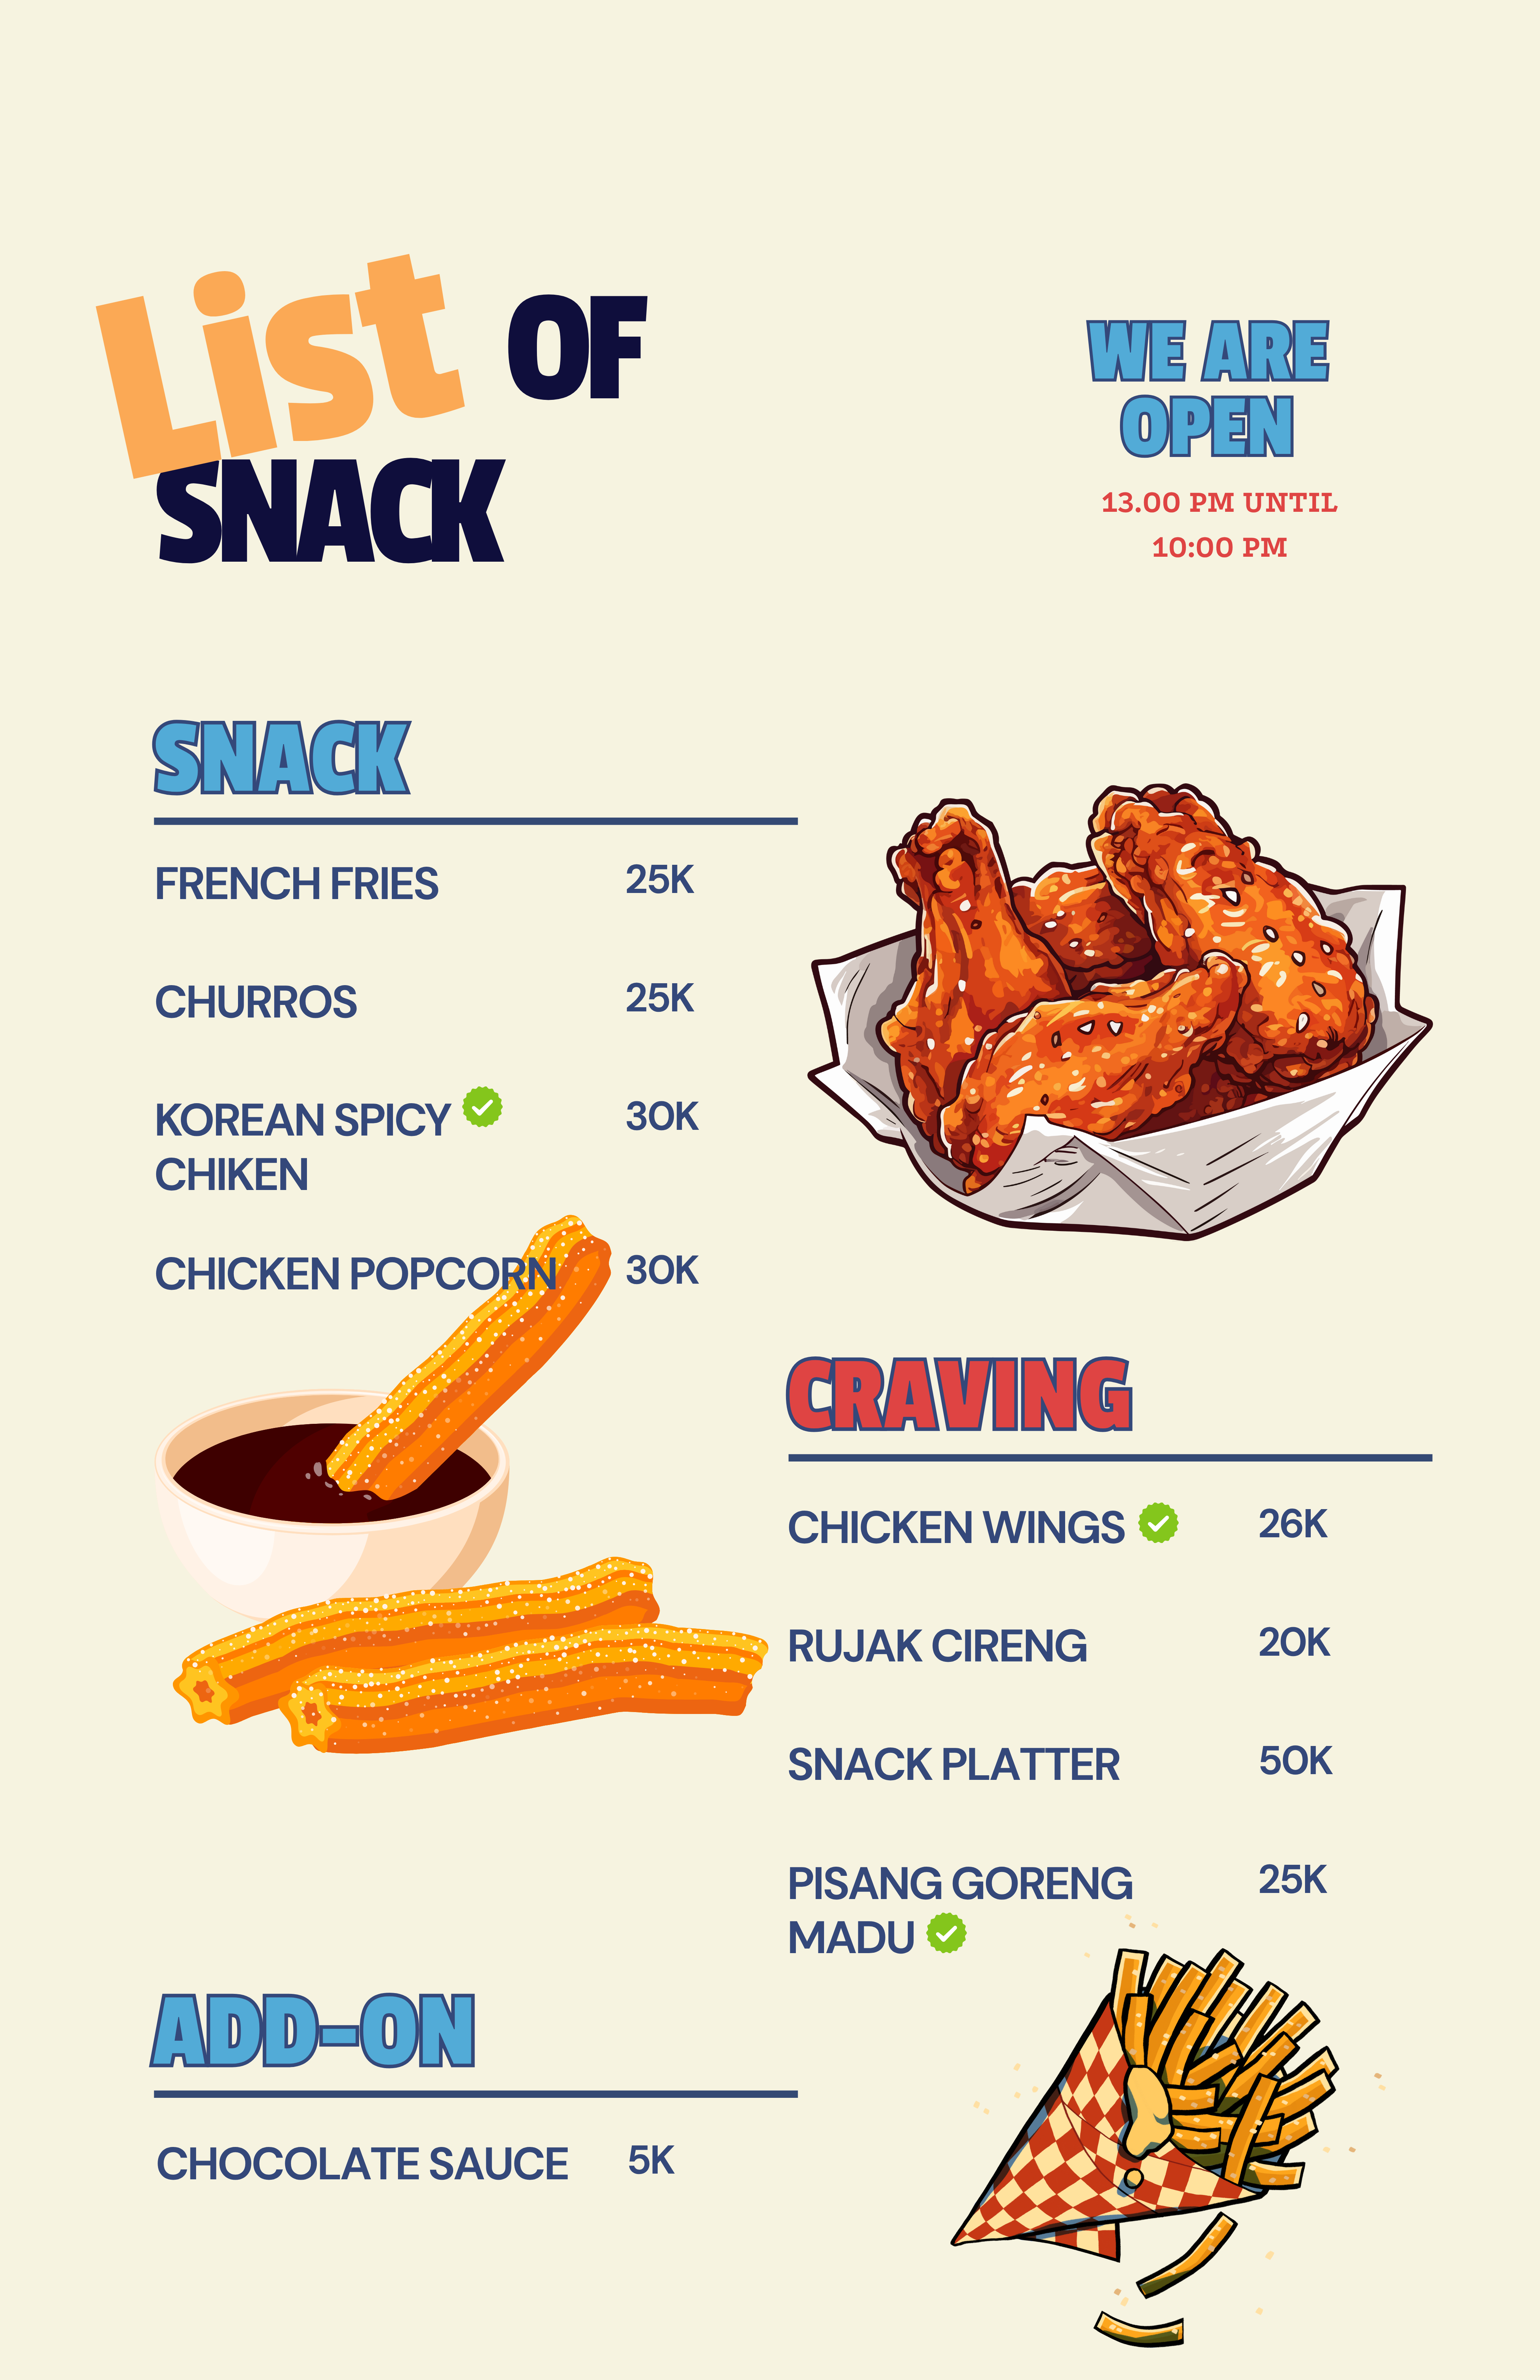 List OF
SNACK
WE ARE
OPEN
13.00 PM UNTIL
10:00 PM
SNACK
FRENCH FRIES 25K
CHURROS 25K
KOREAN SPICY 30K
CHIKEN
CHICKEN POPCORN 30K
CRAVING
CHICKEN WINGS 26K
RUJAK CIRENG 20K
SNACK PLATTER 50K
PISANG GORENG 25K
MADU
ADD-ON
CHOCOLATE SAUCE 5K